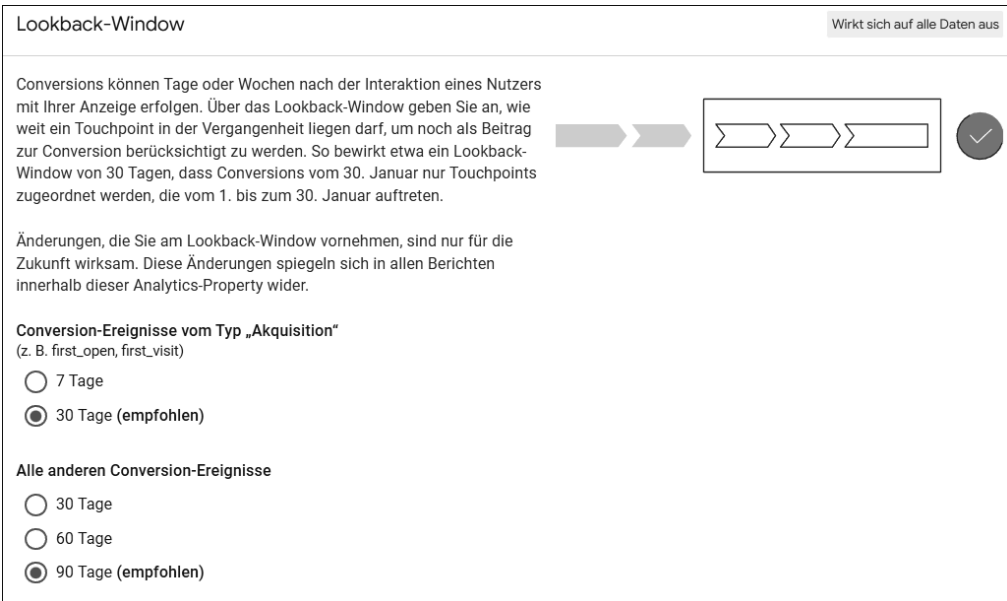 Lookback-Window
Wirkt sich auf alle Daten aus
Conversions können Tage oder Wochen nach der Interaktion eines Nutzers
mit Ihrer Anzeige erfolgen. Über das Lookback-Window geben Sie an, wie
weit ein Touchpoint in der Vergangenheit liegen darf, um noch als Beitrag
zur Conversion berücksichtigt zu werden. So bewirkt etwa ein Lookback-
Window von 30 Tagen, dass Conversions vom 30. Januar nur Touchpoints
zugeordnet werden, die vom 1. bis zum 30. Januar auftreten.
Änderungen, die Sie am Lookback-Window vornehmen, sind nur für die
Zukunft wirksam. Diese Änderungen spiegeln sich in allen Berichten
innerhalb dieser Analytics-Property wider.
Conversion-Ereignisse vom Typ „Akquisition“
(z. B. first_open, first_visit)
7 Tage
30 Tage (empfohlen)
Alle anderen Conversion-Ereignisse
30 Tage
60 Tage
90 Tage (empfohlen)